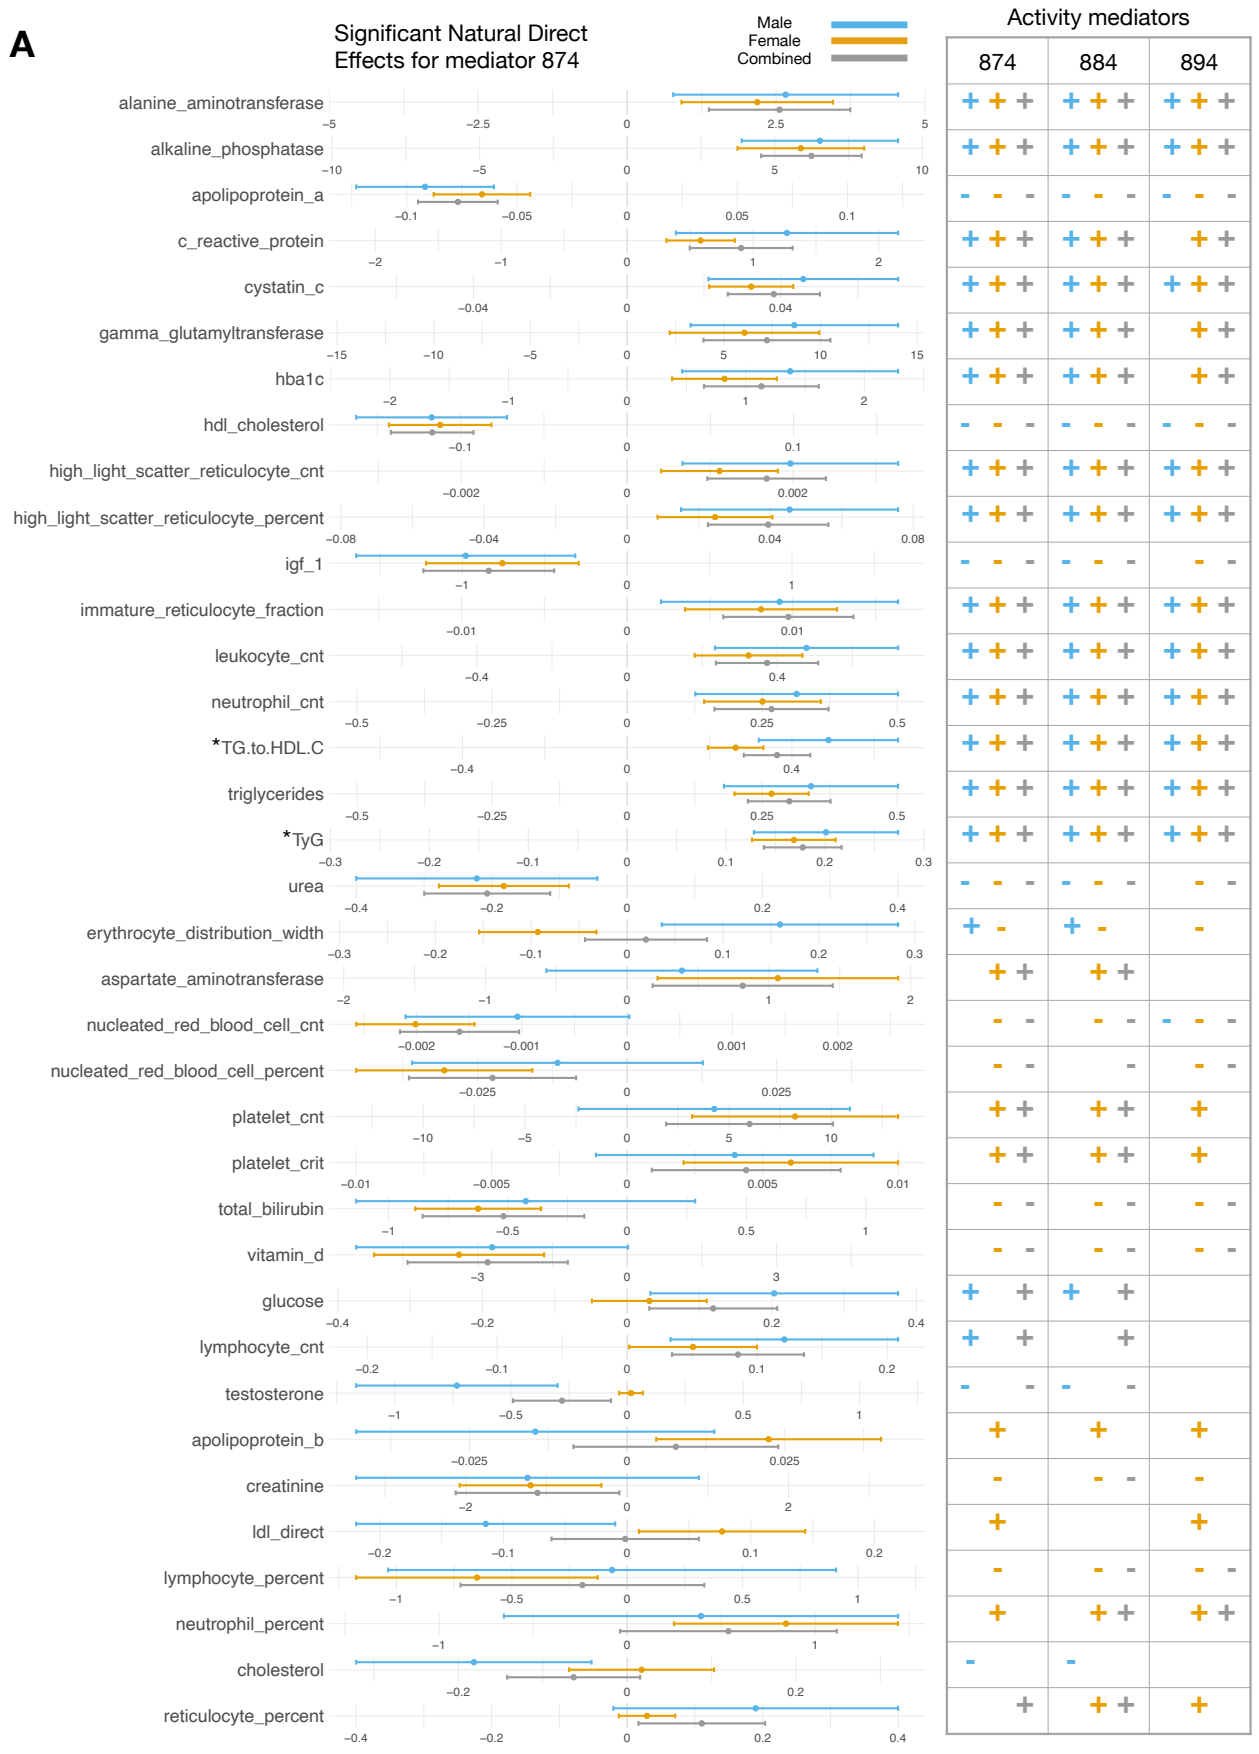 A
Significant Natural Direct
Effects for mediator 874
Male
Female
Combined
Activity mediators
874 884 894
alanine_aminotransferase + + + + + + + + +
−5 −2.5 0 2.5 5
alkaline_phosphatase + + + + + + + + +
−10 −5 0 5 10
apolipoprotein_a - - - - - - - - -
−0.1 −0.05 0 0.05 0.1
c_reactive_protein + + + + + + + +
−2 −1 0 1 2
cystatin_c + + + + + + + + +
−0.04 0 0.04
gamma_glutamyltransferase + + + + + + + +
−15 −10 −5 0 5 10 15
hba1c + + + + + + + +
−2 −1 0 1 2
hdl_cholesterol - - - - - - - - -
−0.1 0 0.1
high_light_scatter_reticulocyte_cnt + + + + + + + + +
−0.002 0 0.002
high_light_scatter_reticulocyte_percent + + + + + + + + +
−0.08 −0.04 0 0.04 0.08
igf_1 - - - - - - - -
−1 0 1
immature_reticulocyte_fraction + + + + + + + + +
−0.01 0 0.01
leukocyte_cnt + + + + + + + + +
−0.4 0 0.4
neutrophil_cnt + + + + + + + + +
−0.5 −0.25 0 0.25 0.5
*TG.to.HDL.C + + + + + + + + +
−0.4 0 0.4
triglycerides + + + + + + + + +
−0.5 −0.25 0 0.25 0.5
*TyG + + + + + + + + +
−0.3 −0.2 −0.1 0 0.1 0.2 0.3
urea - - - - - - - -
−0.4 −0.2 0 0.2 0.4
erythrocyte_distribution_width + - + - -
−0.3 −0.2 −0.1 0 0.1 0.2 0.3
aspartate_aminotransferase + + + +
−2 −1 0 1 2
nucleated_red_blood_cell_cnt - - - - - - -
−0.002 −0.001 0 0.001 0.002
nucleated_red_blood_cell_percent - - - - -
−0.025 0 0.025
platelet_cnt + + + + +
−10 −5 0 5 10
platelet_crit + + + + +
−0.01 −0.005 0 0.005 0.01
total_bilirubin - - - - - -
−1 −0.5 0 0.5 1
vitamin_d - - - - - -
−3 0 3
glucose + + + +
−0.4 −0.2 0 0.2 0.4
lymphocyte_cnt + + +
−0.2 −0.1 0 0.1 0.2
testosterone - - - -
−1 −0.5 0 0.5 1
apolipoprotein_b + + +
−0.025 0 0.025
creatinine - - - -
−2 0 2
ldl_direct + +
−0.2 −0.1 0 0.1 0.2
lymphocyte_percent - - - - -
−1 −0.5 0 0.5 1
neutrophil_percent + + + + +
−1 0 1
cholesterol - -
−0.2 0 0.2
reticulocyte_percent + + + +
−0.4 −0.2 0 0.2 0.4